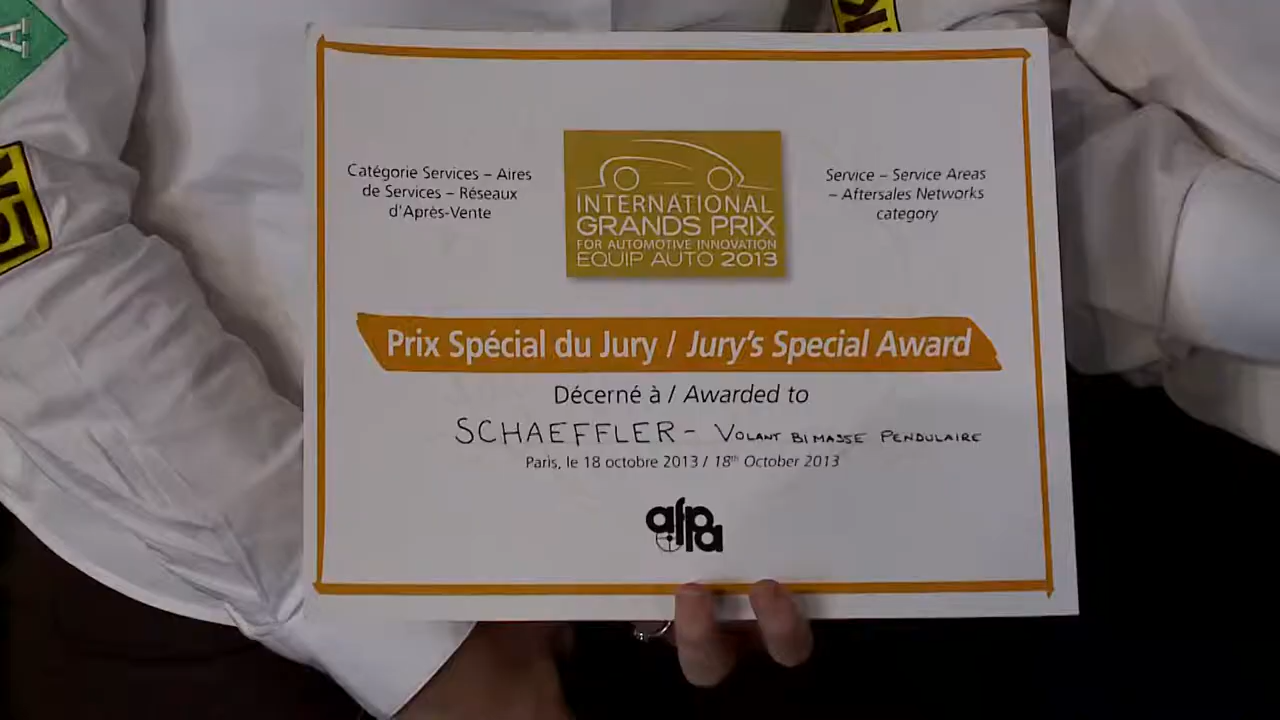 Catégorie Services – Aires
de Services – Réseaux
d'Après-Vente
INTERNATIONAL
GRANDS PRIX
FOR AUTOMOTIVE INNOVATION
EQUIP AUTO 2013
Service – Service Areas
– Aftersales Networks
category
Prix Spécial du Jury / Jury's Special Award
Décerné à / Awarded to
SCHAEFFLER – VOLANT BIMASSE PENDULAIRE
Paris, le 18 octobre 2013 / 18th October 2013
afpa